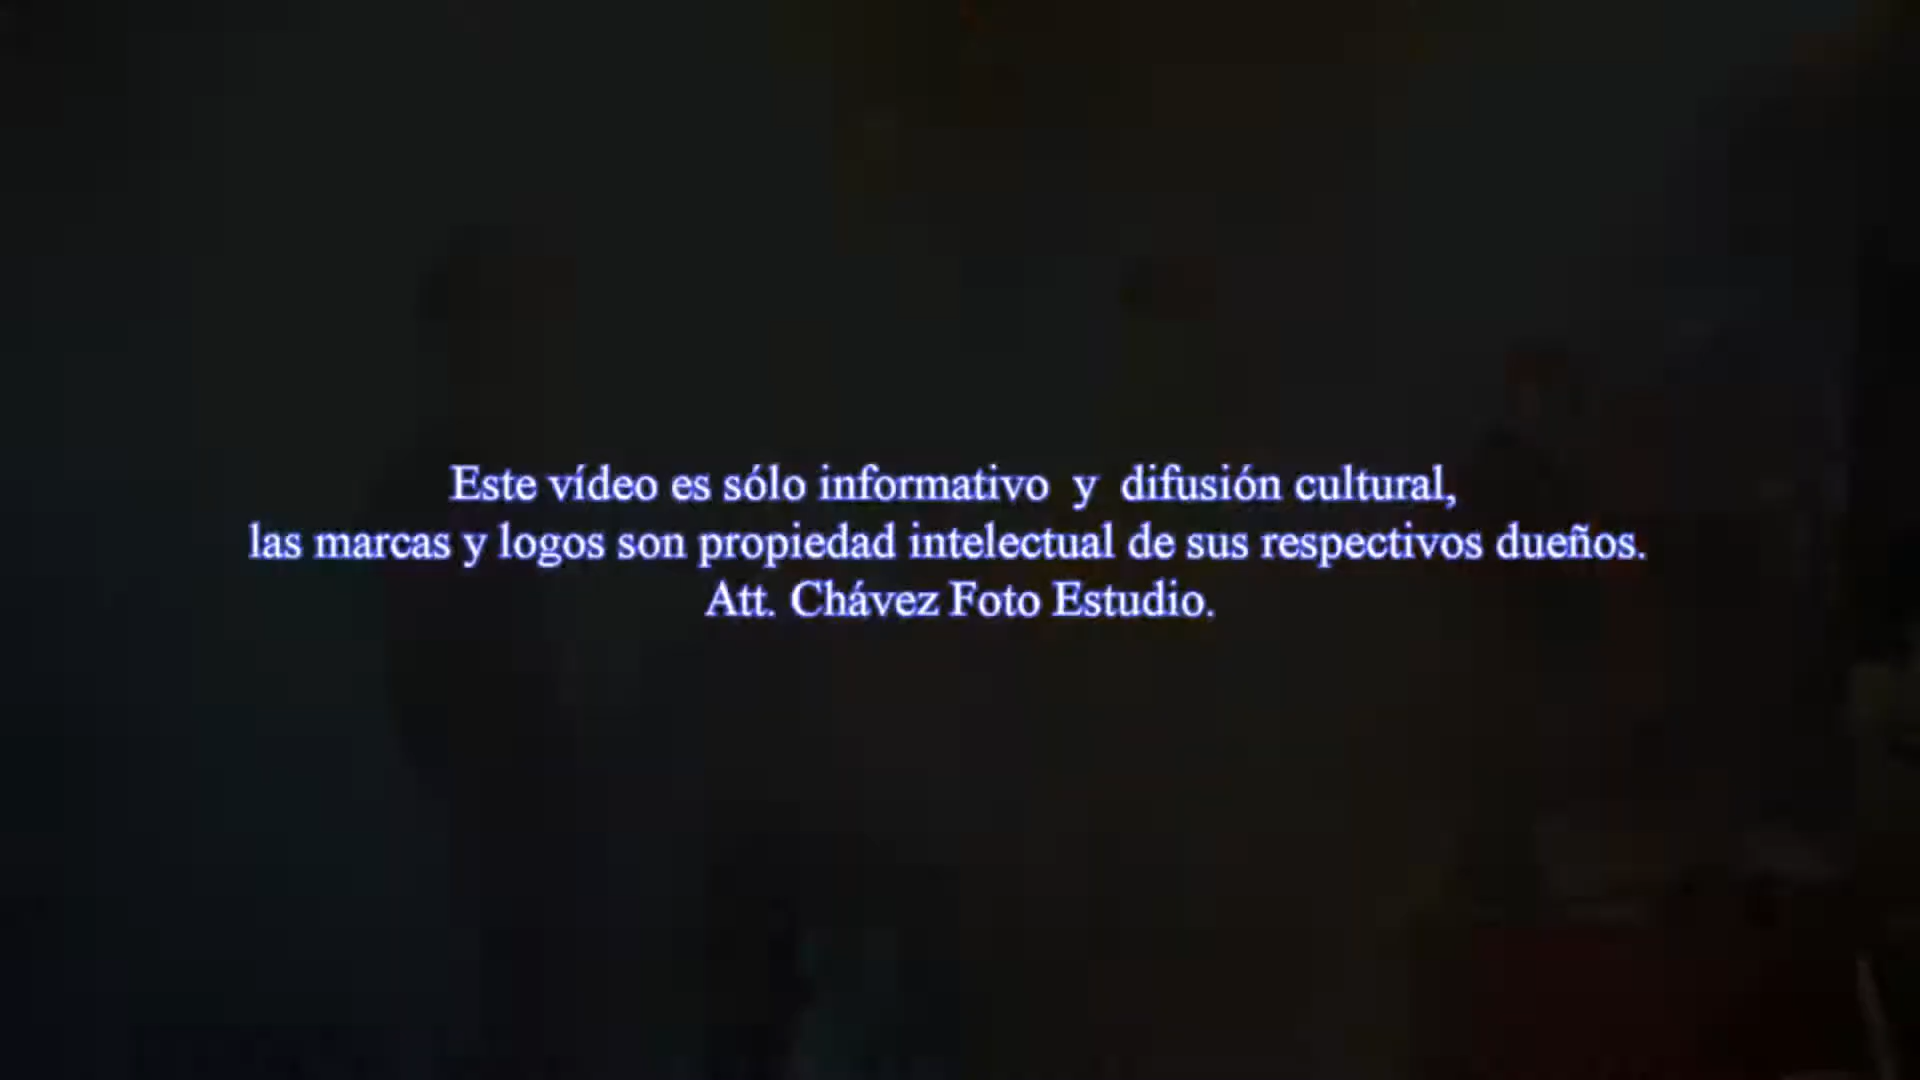 Este vídeo es sólo informativo y difusión cultural,
las marcas y logos son propiedad intelectual de sus respectivos dueños.
Att. Chávez Foto Estudio.